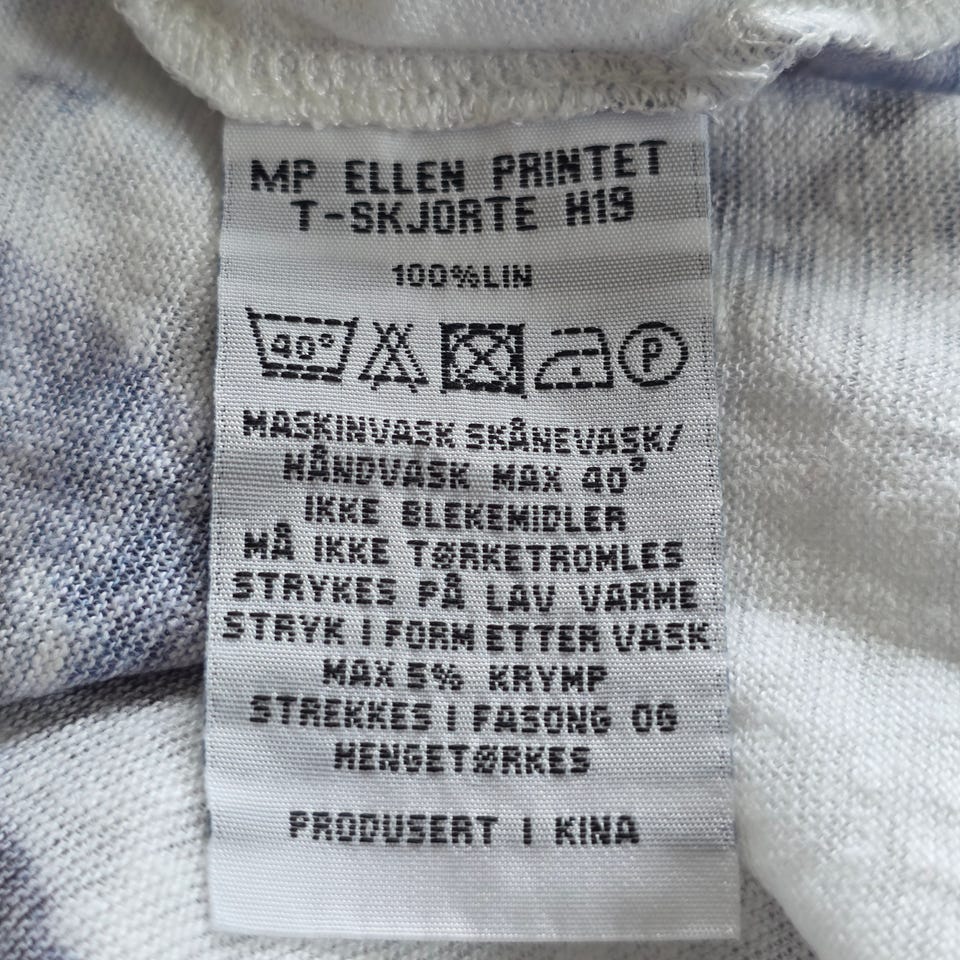 MP ELLEN PRINTET
T-SKJORTE H19
100%LIN
40° P
MASKINVASK SKÅNEVASK/
HÅNDVASK MAX 40°
IKKE BLEKEMIDLER
MÅ IKKE TØRKETROMLES
STRYKES PÅ LAV VARME
STRYK I FORM ETTER VASK
MAX 5% KRYMP
STREKKES I FASONG OG
HENGETØRKES
PRODUSERT I KINA